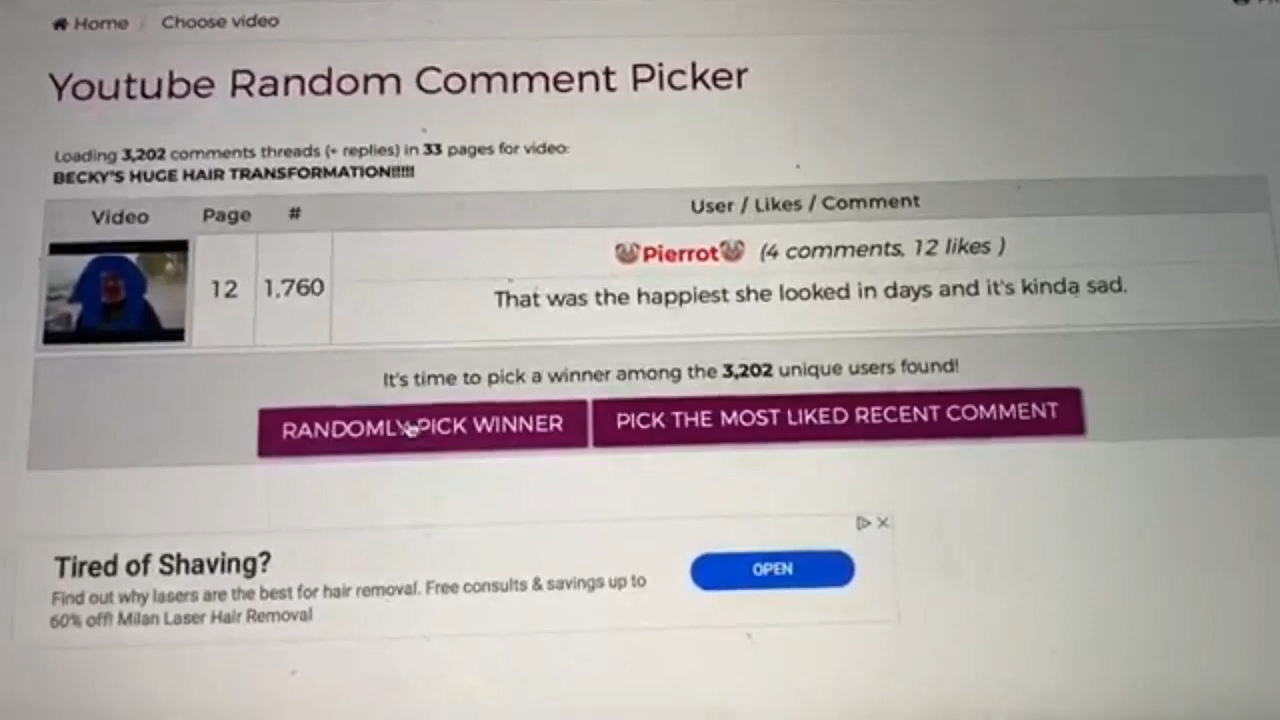 Home / Choose video
Youtube Random Comment Picker
Loading 3,202 comments threads (+ replies) in 33 pages for video:
BECKY'S HUGE HAIR TRANSFORMATION!!!!!!
Video Page # User / Likes / Comment
🤡Pierrot🤡 (4 comments, 12 likes )
12 1,760 That was the happiest she looked in days and it's kinda sad.
It's time to pick a winner among the 3,202 unique users found!
RANDOMLY PICK WINNER PICK THE MOST LIKED RECENT COMMENT
Tired of Shaving?
Find out why lasers are the best for hair removal. Free consults & savings up to
60% off! Milan Laser Hair Removal
OPEN